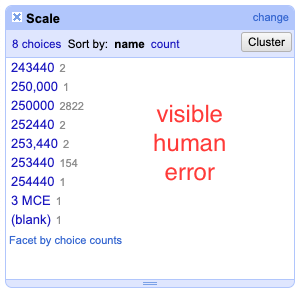 Scale change
8 choices Sort by: name count Cluster
243440 2
250,000 1
250000 2822
252440 2
253,440 2
253440 154
254440 1
3 MCE 1
(blank) 1
Facet by choice counts
visible
human
error